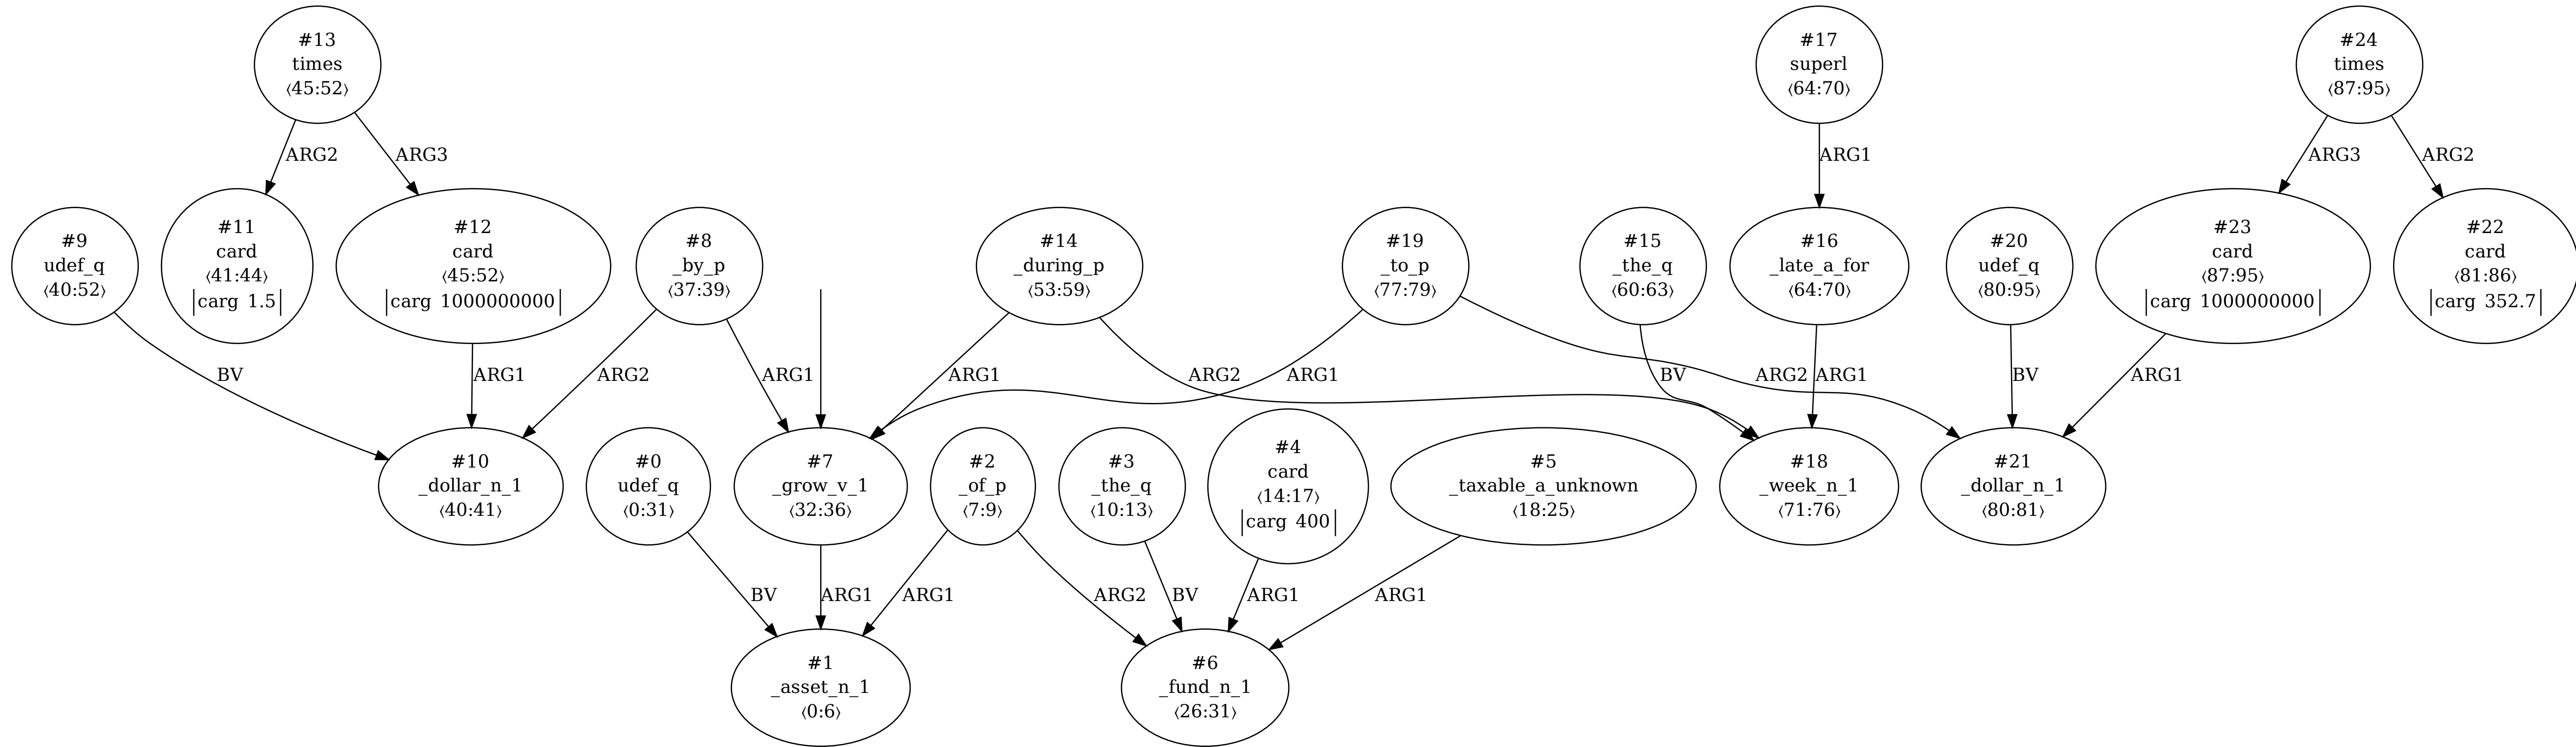 #13
times
⟨45:52⟩
#17
superl
⟨64:70⟩
#24
times
⟨87:95⟩
ARG2
ARG3
ARG1
ARG3
ARG2
#9
udef_q
⟨40:52⟩
#11
card
⟨41:44⟩
|carg 1.5|
#12
card
⟨45:52⟩
|carg 1000000000|
#8
_by_p
⟨37:39⟩
#14
_during_p
⟨53:59⟩
#19
_to_p
⟨77:79⟩
#15
_the_q
⟨60:63⟩
#16
_late_a_for
⟨64:70⟩
#20
udef_q
⟨80:95⟩
#23
card
⟨87:95⟩
|carg 1000000000|
#22
card
⟨81:86⟩
|carg 352.7|
BV
ARG1
ARG2
ARG1
ARG1
ARG2
ARG1
BV
ARG2
ARG1
BV
ARG1
#10
_dollar_n_1
⟨40:41⟩
#0
udef_q
⟨0:31⟩
#7
_grow_v_1
⟨32:36⟩
#2
_of_p
⟨7:9⟩
#3
_the_q
⟨10:13⟩
#4
card
⟨14:17⟩
|carg 400|
#5
_taxable_a_unknown
⟨18:25⟩
#18
_week_n_1
⟨71:76⟩
#21
_dollar_n_1
⟨80:81⟩
BV
ARG1
ARG1
ARG2
BV
ARG1
ARG1
#1
_asset_n_1
⟨0:6⟩
#6
_fund_n_1
⟨26:31⟩